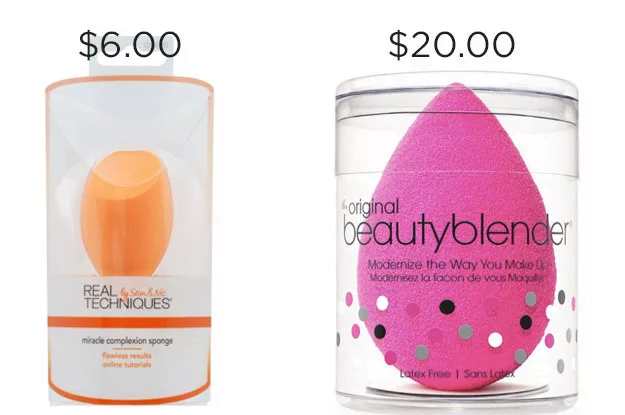 $6.00
$20.00
REAL by Sam & Nic
TECHNIQUES®
miracle complexion sponge
flawless results
online tutorials
the original
beautyblender®
Modernize the Way You Make Up
Modernisez la façon de vous Maquiller
Latex Free | Sans Latex